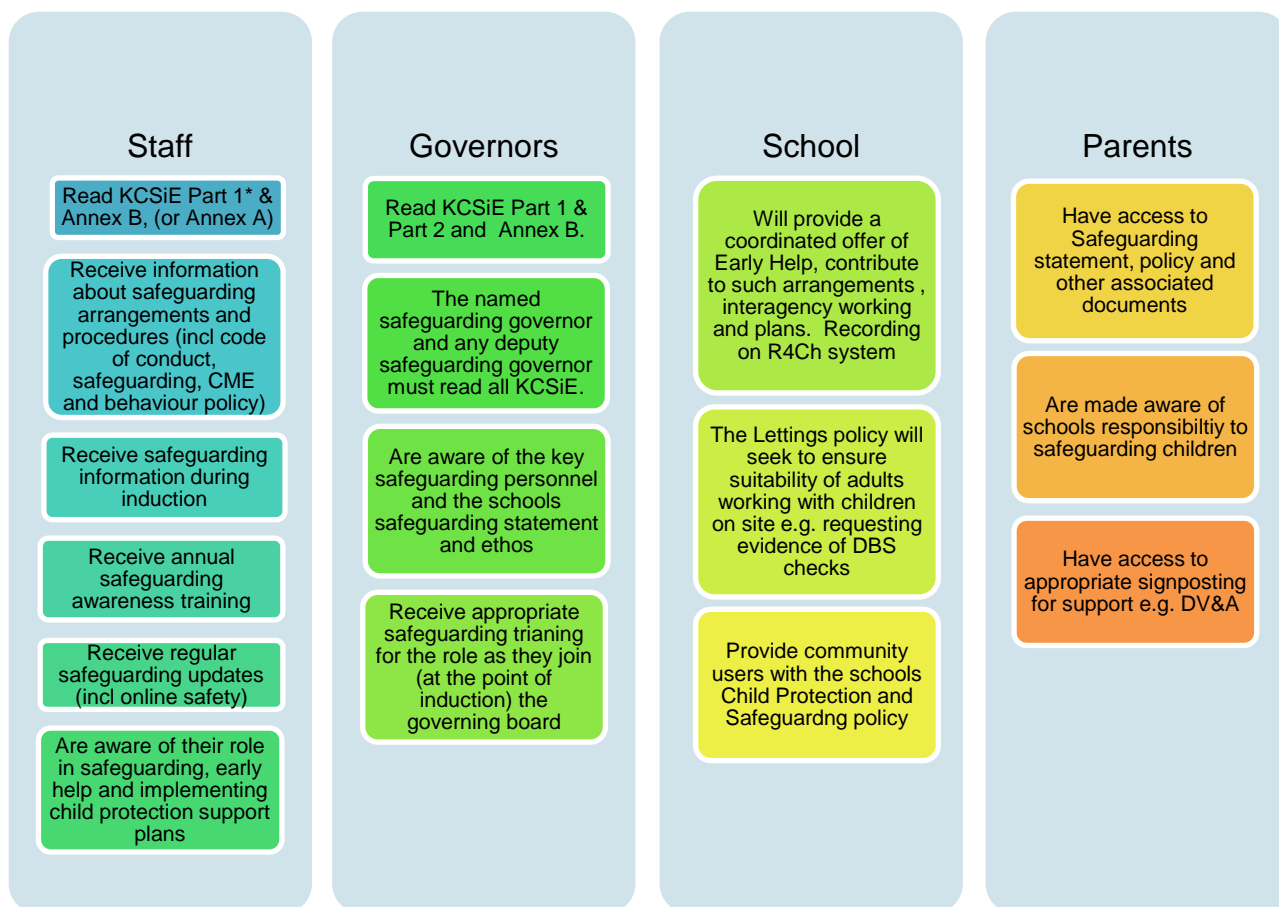 Staff
Read KCSiE Part 1* &
Annex B, (or Annex A)
Receive information
about safeguarding
arrangements and
procedures (incl code
of conduct,
safeguarding, CME
and behaviour policy)
Receive safeguarding
information during
induction
Receive annual
safeguarding
awareness training
Receive regular
safeguarding updates
(incl online safety)
Are aware of their role
in safeguarding, early
help and implementing
child protection support
plans
Governors
Read KCSiE Part 1 &
Part 2 and Annex B.
The named
safeguarding governor
and any deputy
safeguarding governor
must read all KCSiE.
Are aware of the key
safeguarding personnel
and the schools
safeguarding statement
and ethos
Receive appropriate
safeguarding trianing
for the role as they join
(at the point of
induction) the
governing board
School
Will provide a
coordinated offer of
Early Help, contribute
to such arrangements ,
interagency working
and plans. Recording
on R4Ch system
The Lettings policy will
seek to ensure
suitability of adults
working with children
on site e.g. requesting
evidence of DBS
checks
Provide community
users with the schools
Child Protection and
Safeguardng policy
Parents
Have access to
Safeguarding
statement, policy and
other associated
documents
Are made aware of
schools responsibiltiy to
safeguarding children
Have access to
appropriate signposting
for support e.g. DV&A